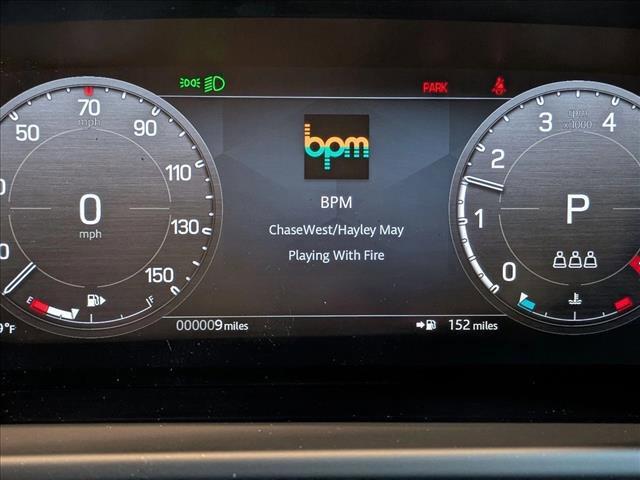 PARK
70
mph
50
90
110
130
150
0
mph
E
F
bpm
BPM
ChaseWest/Hayley May
Playing With Fire
rpm
x1000
3
4
2
1
0
P
9°F
000009 miles
152 miles